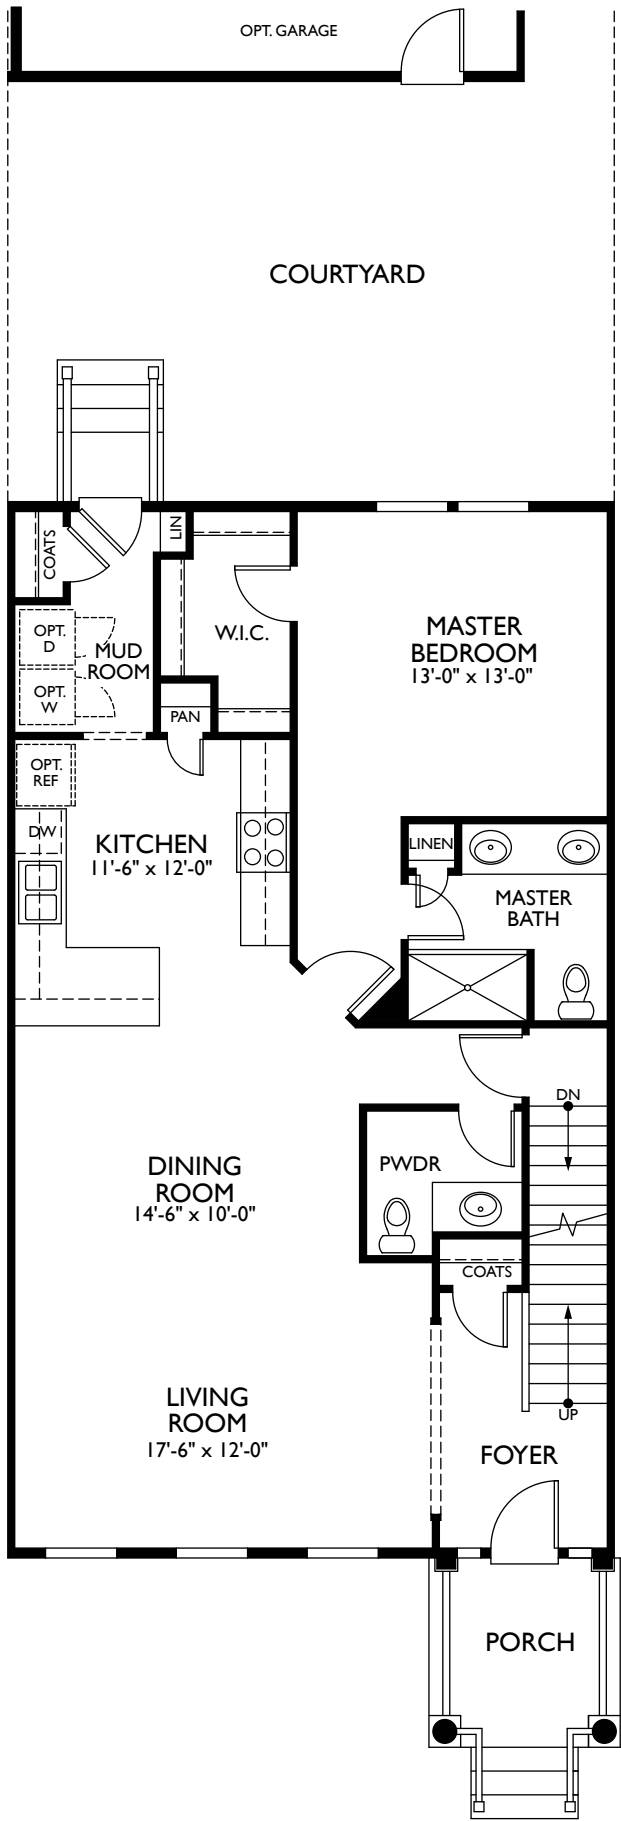 OPT. GARAGE
COURTYARD
COATS
LIN
OPT.
D
MUD
ROOM
W.I.C.
MASTER
BEDROOM
13'-0" x 13'-0"
OPT.
W
PAN
OPT.
REF
DW
KITCHEN
11'-6" x 12'-0"
LINEN
MASTER
BATH
DN
DINING
ROOM
14'-6" x 10'-0"
PWDR
COATS
LIVING
ROOM
17'-6" x 12'-0"
UP
FOYER
PORCH